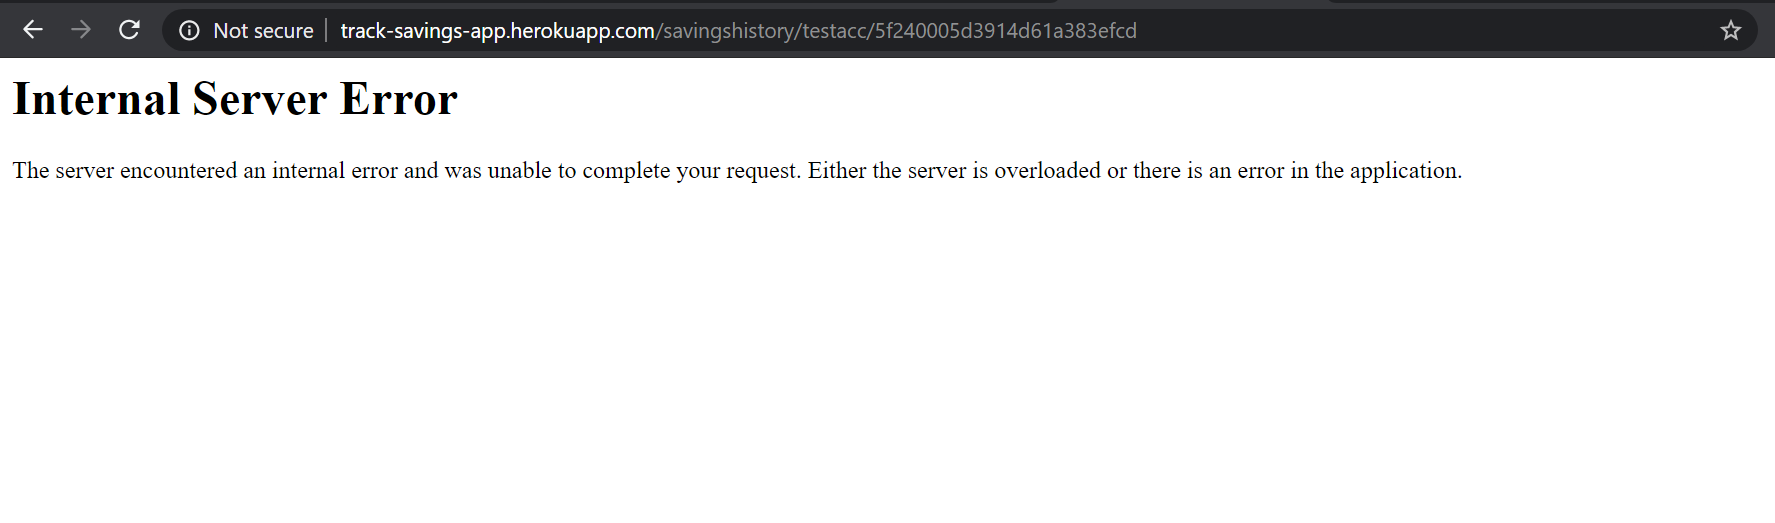 Not secure track-savings-app.herokuapp.com/savingshistory/testacc/5f240005d3914d61a383efcd
Internal Server Error
The server encountered an internal error and was unable to complete your request. Either the server is overloaded or there is an error in the application.